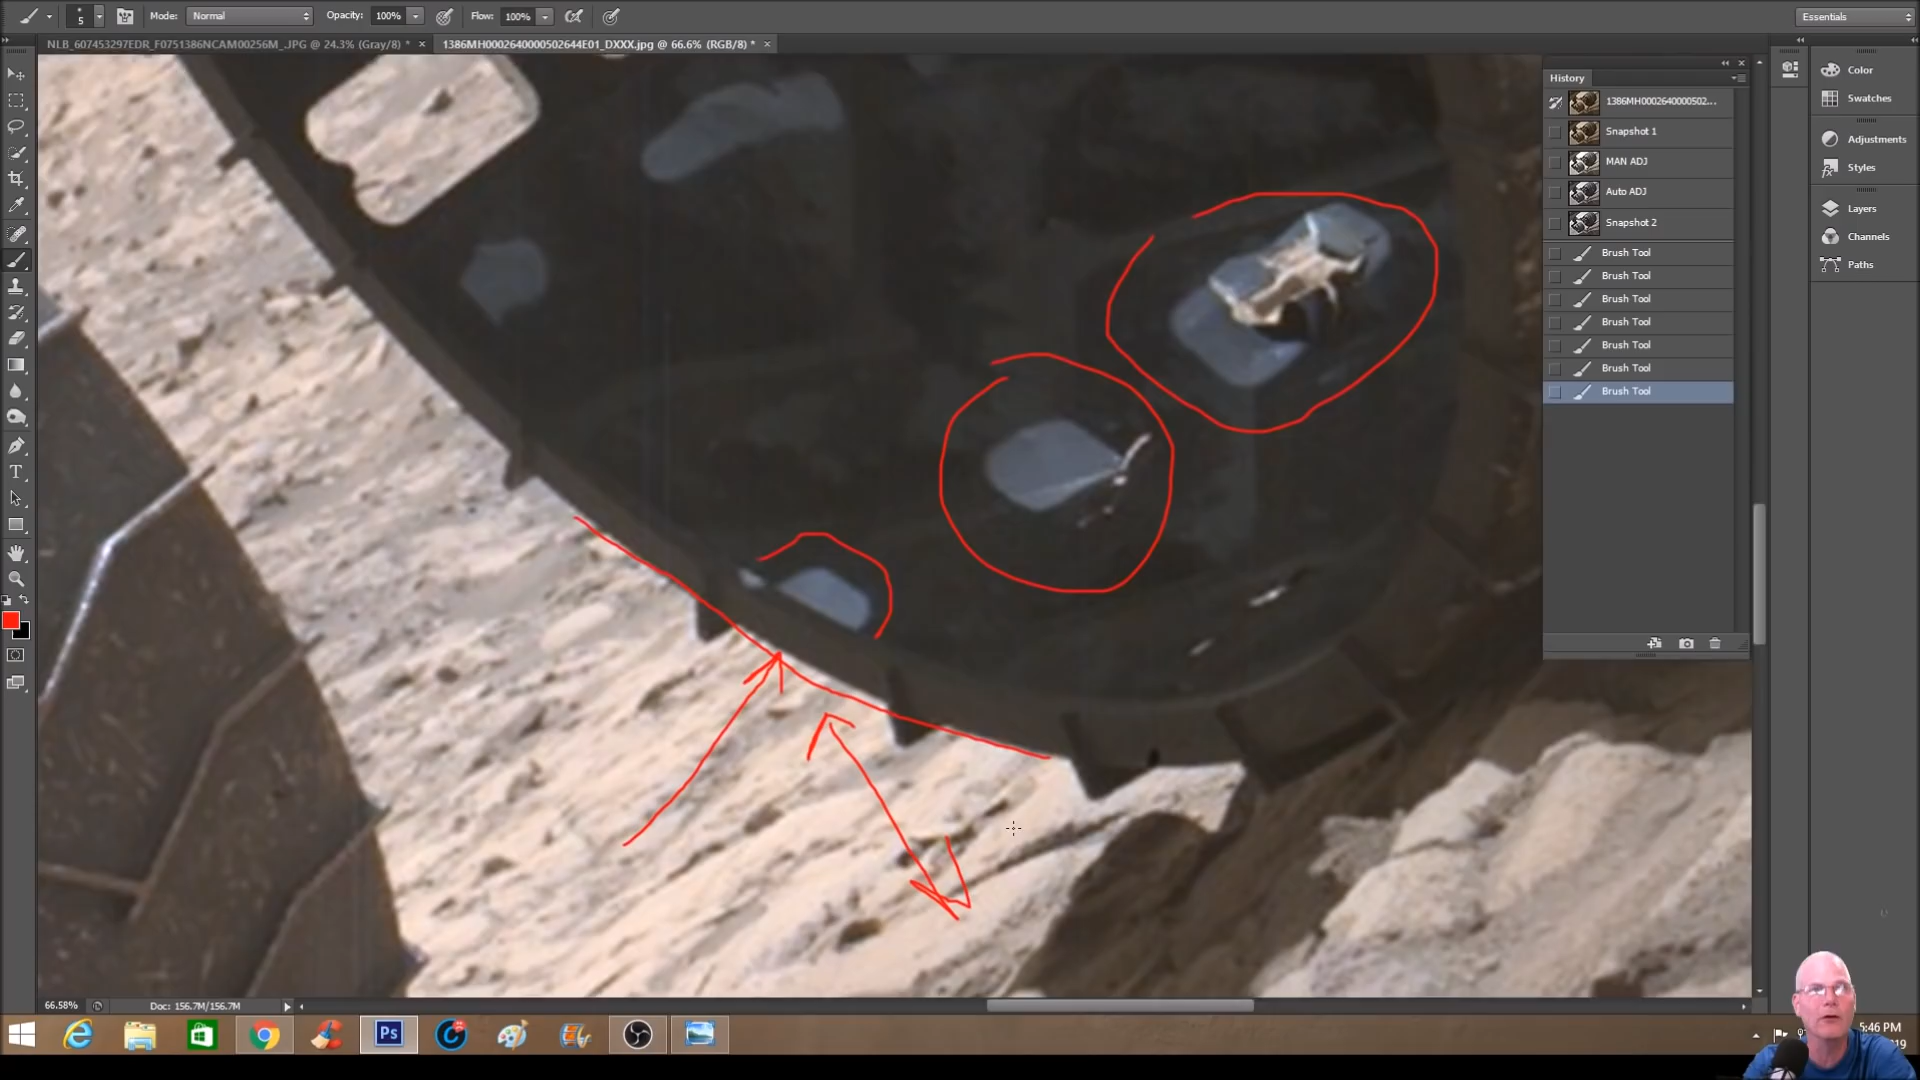 5
Mode: Normal Opacity: 100% Flow: 100% Essentials
NLB_607453297EDR_F0751386NCAM00256M_.JPG @ 24.3% (Gray/8) * × 1386MH0002640000502644E01_DXXX.jpg @ 66.6% (RGB/8) * ×
History
1386MH0002640000502...
Snapshot 1
MAN ADJ
Auto ADJ
Snapshot 2
Brush Tool
Brush Tool
Brush Tool
Brush Tool
Brush Tool
Brush Tool
Brush Tool
Color
Swatches
Adjustments
Styles
Layers
Channels
Paths
T
66.58% Doc: 156.7M/156.7M
Ps
5:46 PM